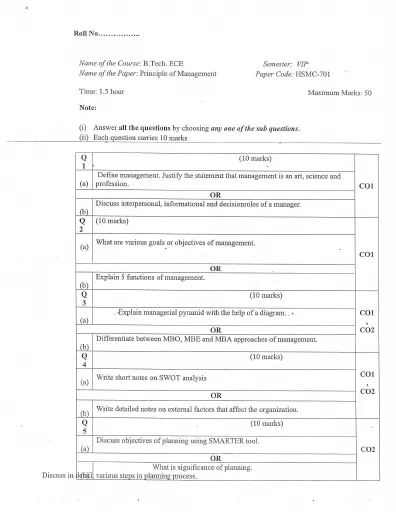 Roll No................
Name of the Course: B.Tech. ECE Semester: VIIth
Name of the Paper: Principle of Management Paper Code: HSMC-701
Time: 1.5 hour Maximum Marks: 50
Note:
(i) Answer all the questions by choosing any one of the sub questions.
(ii) Each question carries 10 marks
Q (10 marks)
1
Define management. Justify the statement that management is an art, science and
(a) profession. CO1
OR
Discuss interpersonal, informational and decisionroles of a manager.
(b)
Q (10 marks)
2
(a) What are various goals or objectives of management.
CO1
OR
Explain 5 functions of management.
(b)
Q (10 marks)
3
Explain managerial pyramid with the help of a diagram. CO1
(a) ,
OR CO2
Differentiate between MBO, MBE and MBA approaches of management.
(b)
Q (10 marks)
4
CO1
(a) Write short notes on SWOT analysis ,
OR CO2
(b) Write detailed notes on external factors that affect the organization.
Q (10 marks)
5
Discuss objectives of planning using SMARTER tool.
(a) CO2
OR
What is significance of planning.
Discuss in detail, various steps in planning process.
(b)